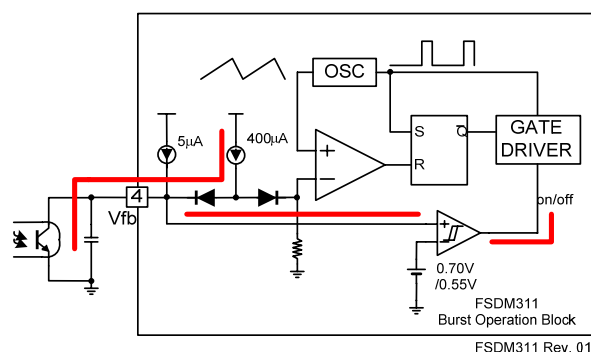 OSC
5µA
400µA
S
Q
R
GATE
DRIVER
+
−
4
Vfb
on/off
+
−
0.70V
/0.55V
FSDM311
Burst Operation Block
FSDM311 Rev. 01